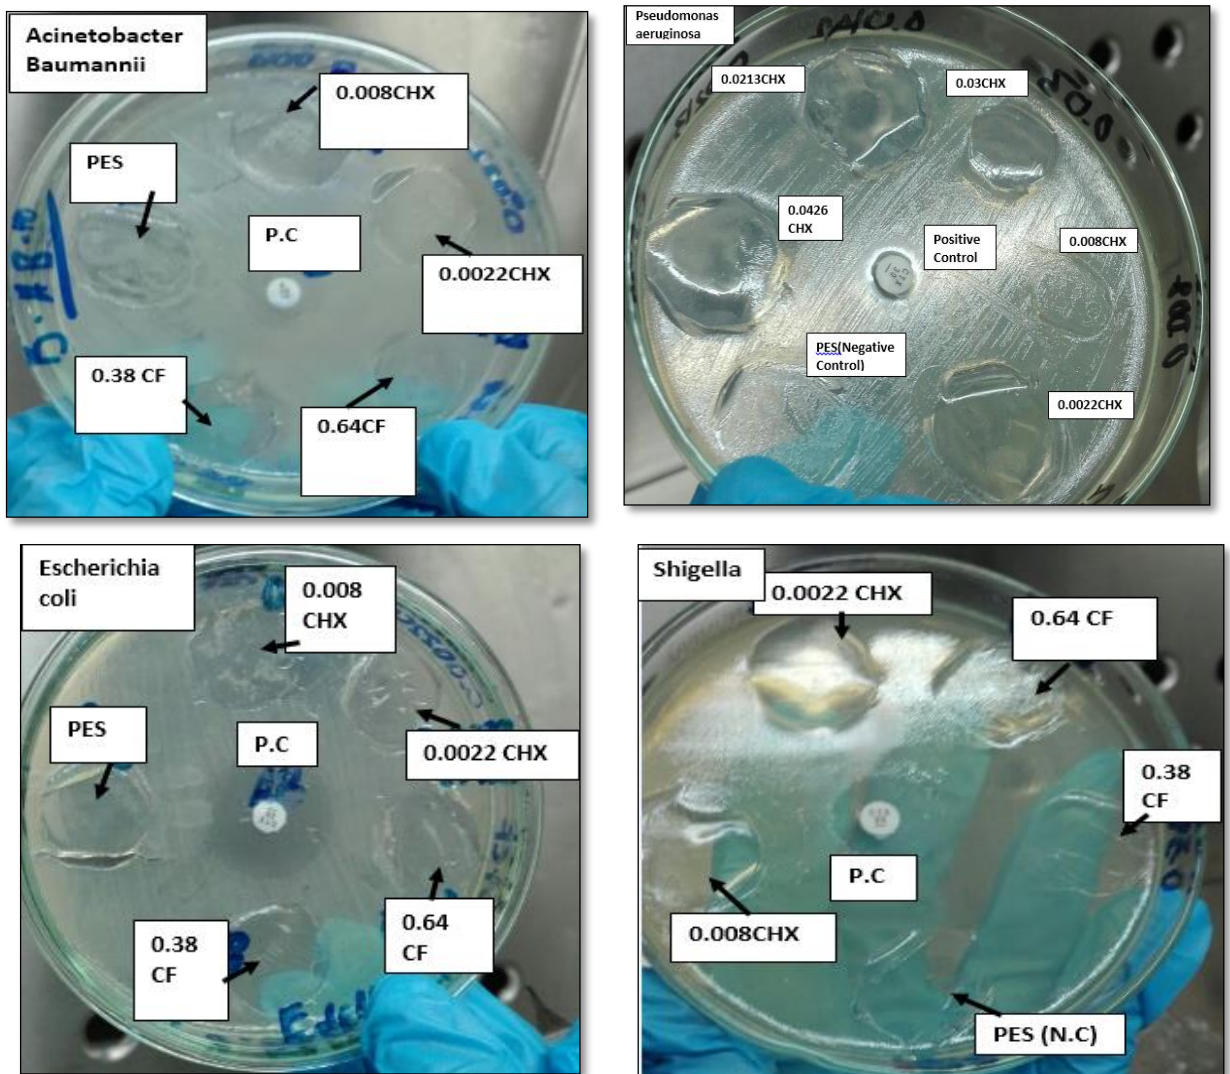 Acinetobacter
Baumannii
0.008CHX
PES
P.C
0.0022CHX
0.38 CF
0.64CF
Pseudomonas
aeruginosa
0.0213CHX
0.03CHX
0.0426
CHX
Positive
Control
0.008CHX
PES(Negative
Control)
0.0022CHX
Escherichia
coli
0.008
CHX
PES
P.C
0.0022 CHX
0.38
CF
0.64
CF
Shigella
0.0022 CHX
0.64 CF
0.38
CF
P.C
0.008CHX
PES (N.C)